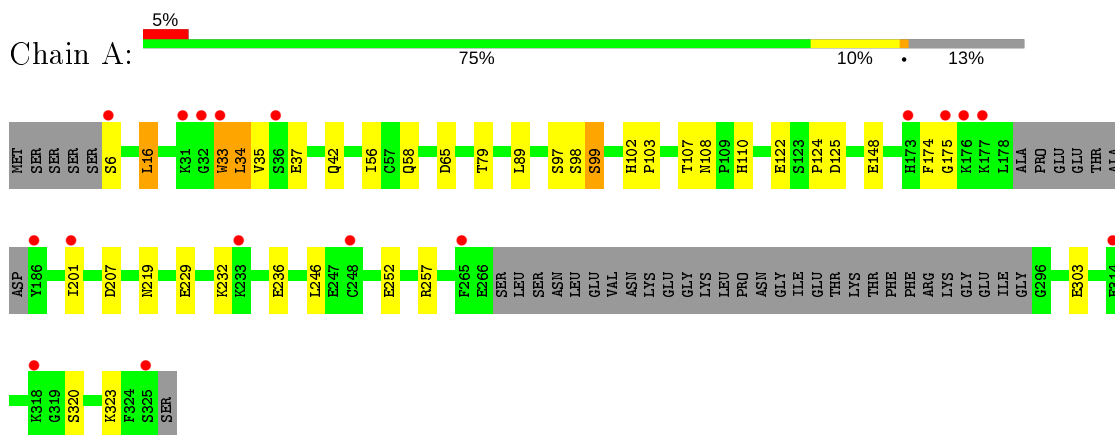 5%
Chain A:
75% 10% • 13%
MET SER SER SER SER S6 L16 K31 G32 W33 L34 V35 S36 E37 Q42 I56 C57 Q58 D65 T79 L89 S97 S98 S99 H102 P103 T107 N108 P109 H110 E122 S123 P124 D125 E148 H173 F174 G175 K176 K177 L178 ALA PRO GLU GLU THR ALA
ASP Y186 I201 D207 N219 E229 K232 K233 E236 L246 E247 C248 E252 R257 F265 E266 SER LEU SER ASN LEU GLU VAL ASN LYS GLU GLY LYS LEU PRO ASN GLY ILE GLU THR LYS THR PHE PHE ARG LYS GLY GLU ILE GLY G296 E303
K318 G319 S320 K323 F324 S325 SER